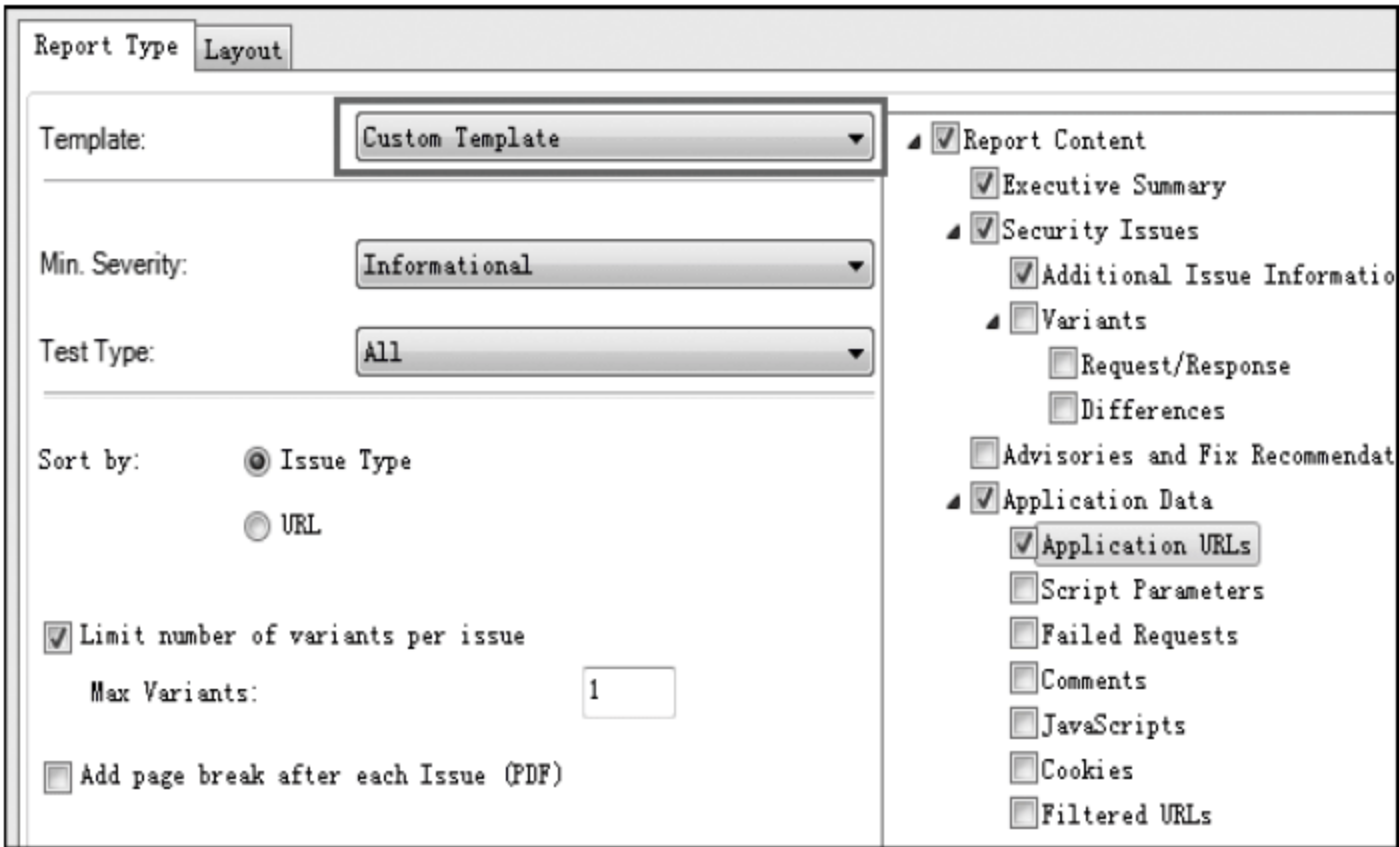 Report Type
Layout
Template:
Custom Template
Min. Severity:
Informational
Test Type:
All
Sort by:
Issue Type
URL
Limit number of variants per issue
Max Variants:
1
Add page break after each Issue (PDF)
Report Content
Executive Summary
Security Issues
Additional Issue Informatio
Variants
Request/Response
Differences
Advisories and Fix Recommendat
Application Data
Application URLs
Script Parameters
Failed Requests
Comments
JavaScripts
Cookies
Filtered URLs